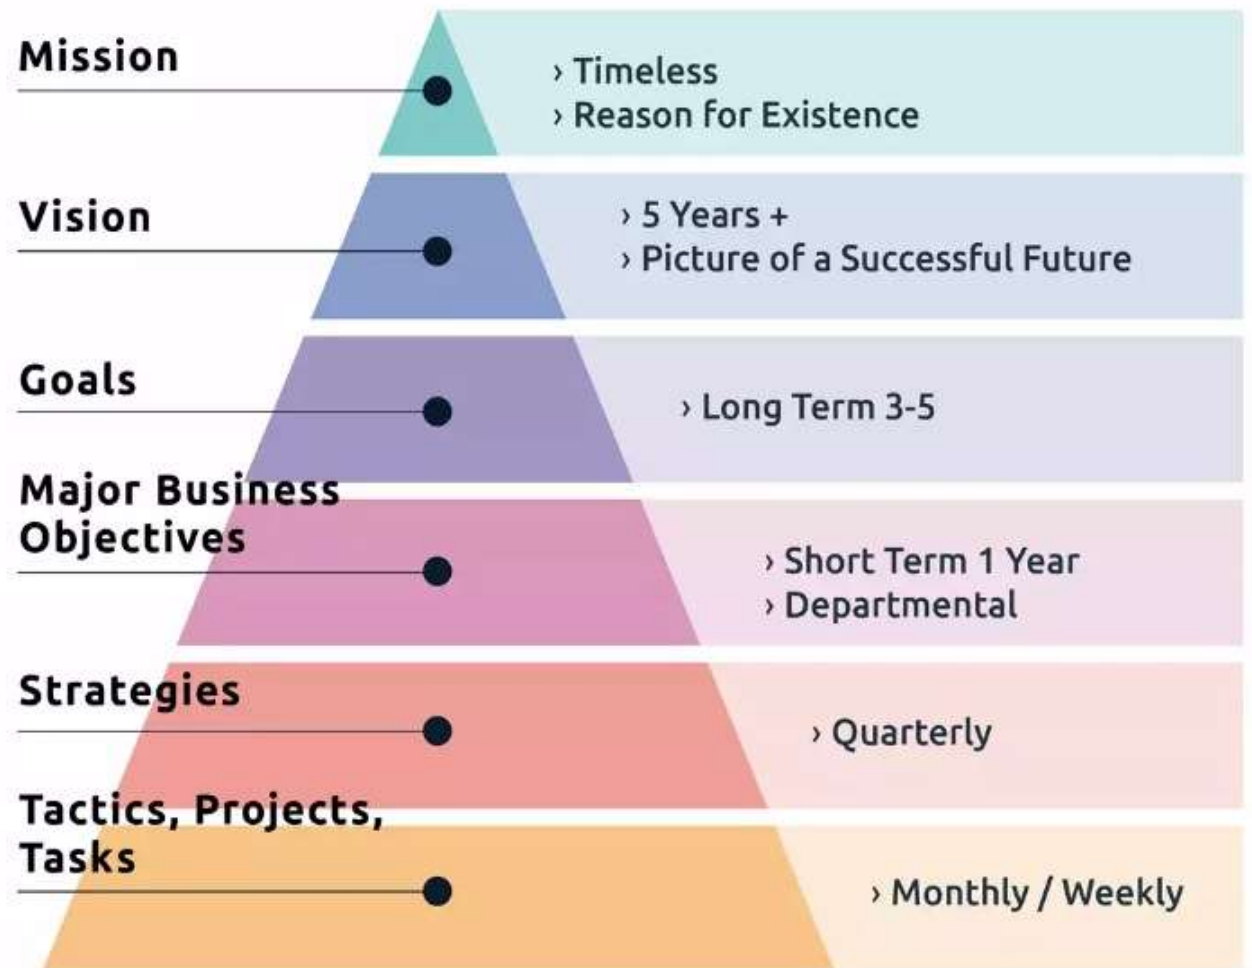 Mission
› Timeless
› Reason for Existence
Vision
› 5 Years +
› Picture of a Successful Future
Goals
› Long Term 3-5
Major Business
Objectives
› Short Term 1 Year
› Departmental
Strategies
› Quarterly
Tactics, Projects,
Tasks
› Monthly / Weekly